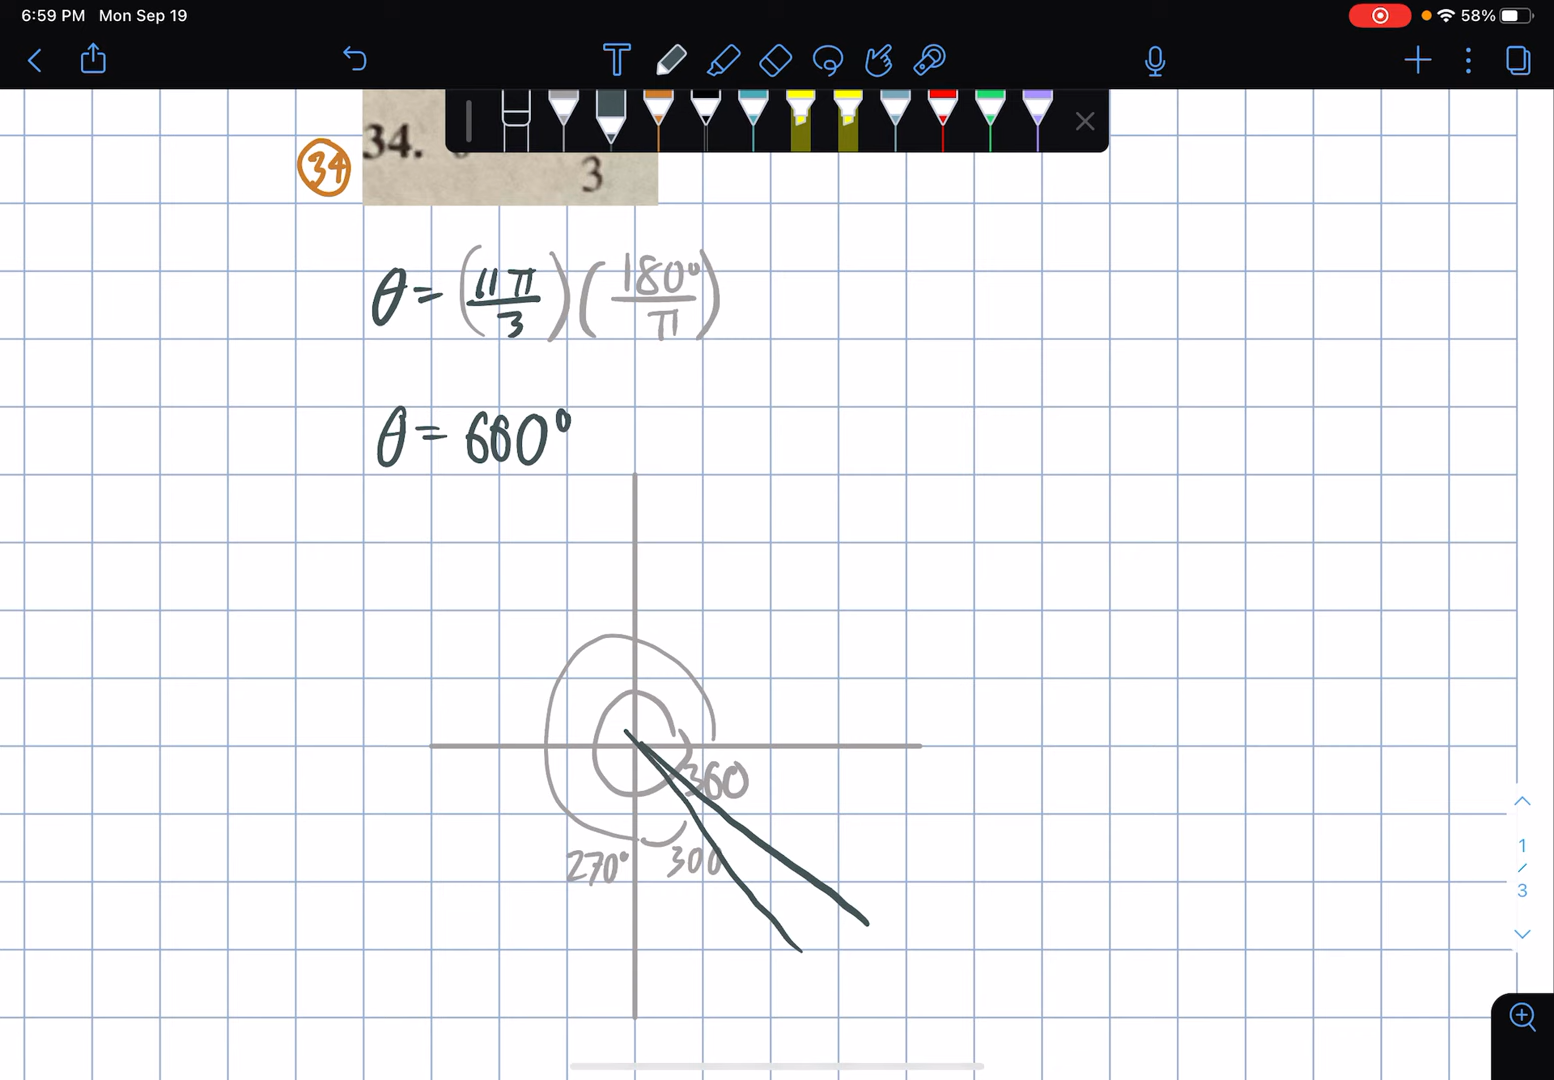 6:59 PM Mon Sep 19
58%
T
34 34.
3
θ = (11π/3)(180°/π)
θ = 660°
360
270° 300
1
/
3